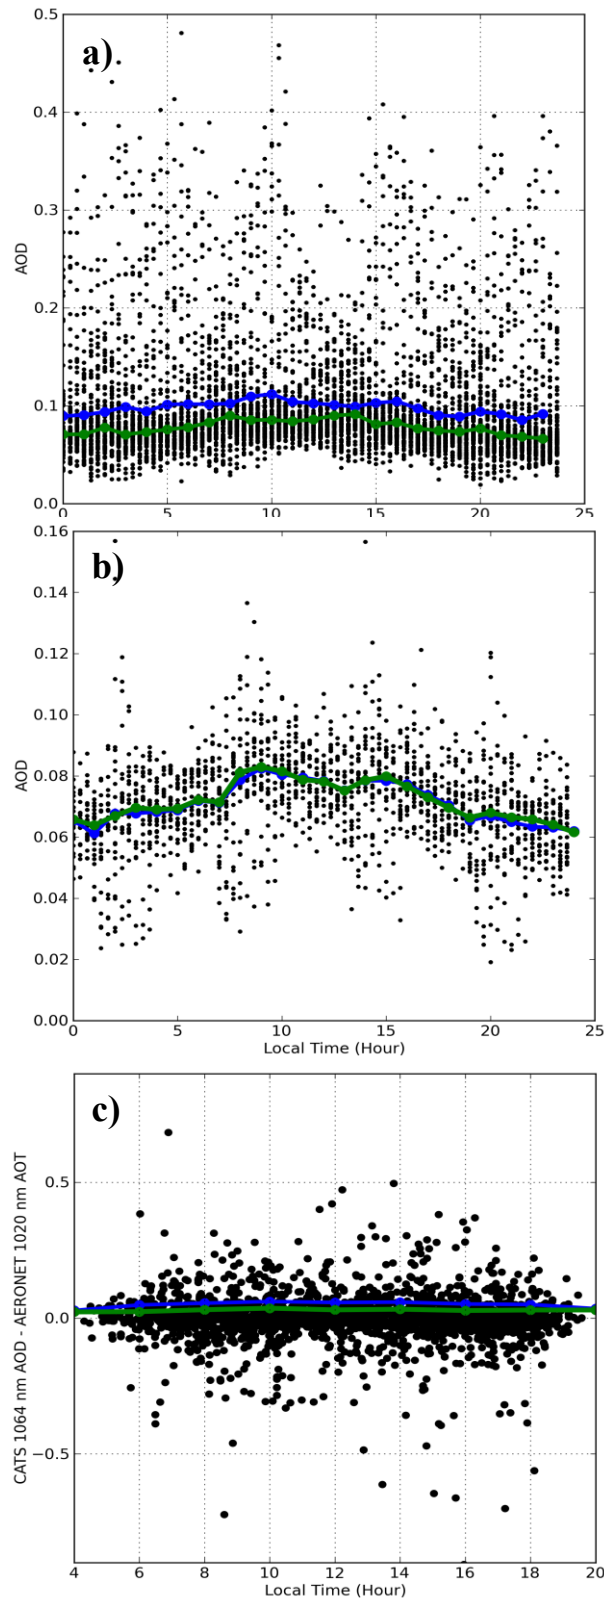 a)
0.5
0.4
0.3
0.2
0.1
0.0
AOD
0 5 10 15 20 25
b)
0.16
0.14
0.12
0.10
0.08
0.06
0.04
0.02
0.00
AOD
0 5 10 15 20 25
Local Time (Hour)
c)
0.5
0.0
−0.5
CATS 1064 nm AOD - AERONET 1020 nm AOT
4 6 8 10 12 14 16 18 20
Local Time (Hour)